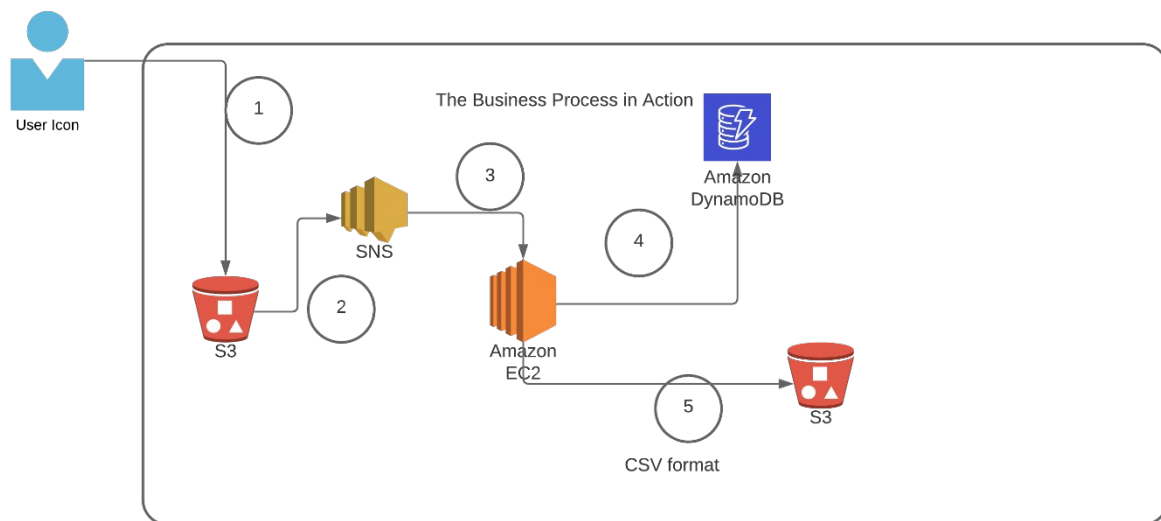 User Icon
1
The Business Process in Action
Amazon
DynamoDB
3
SNS
4
2
S3
Amazon
EC2
5
S3
CSV format